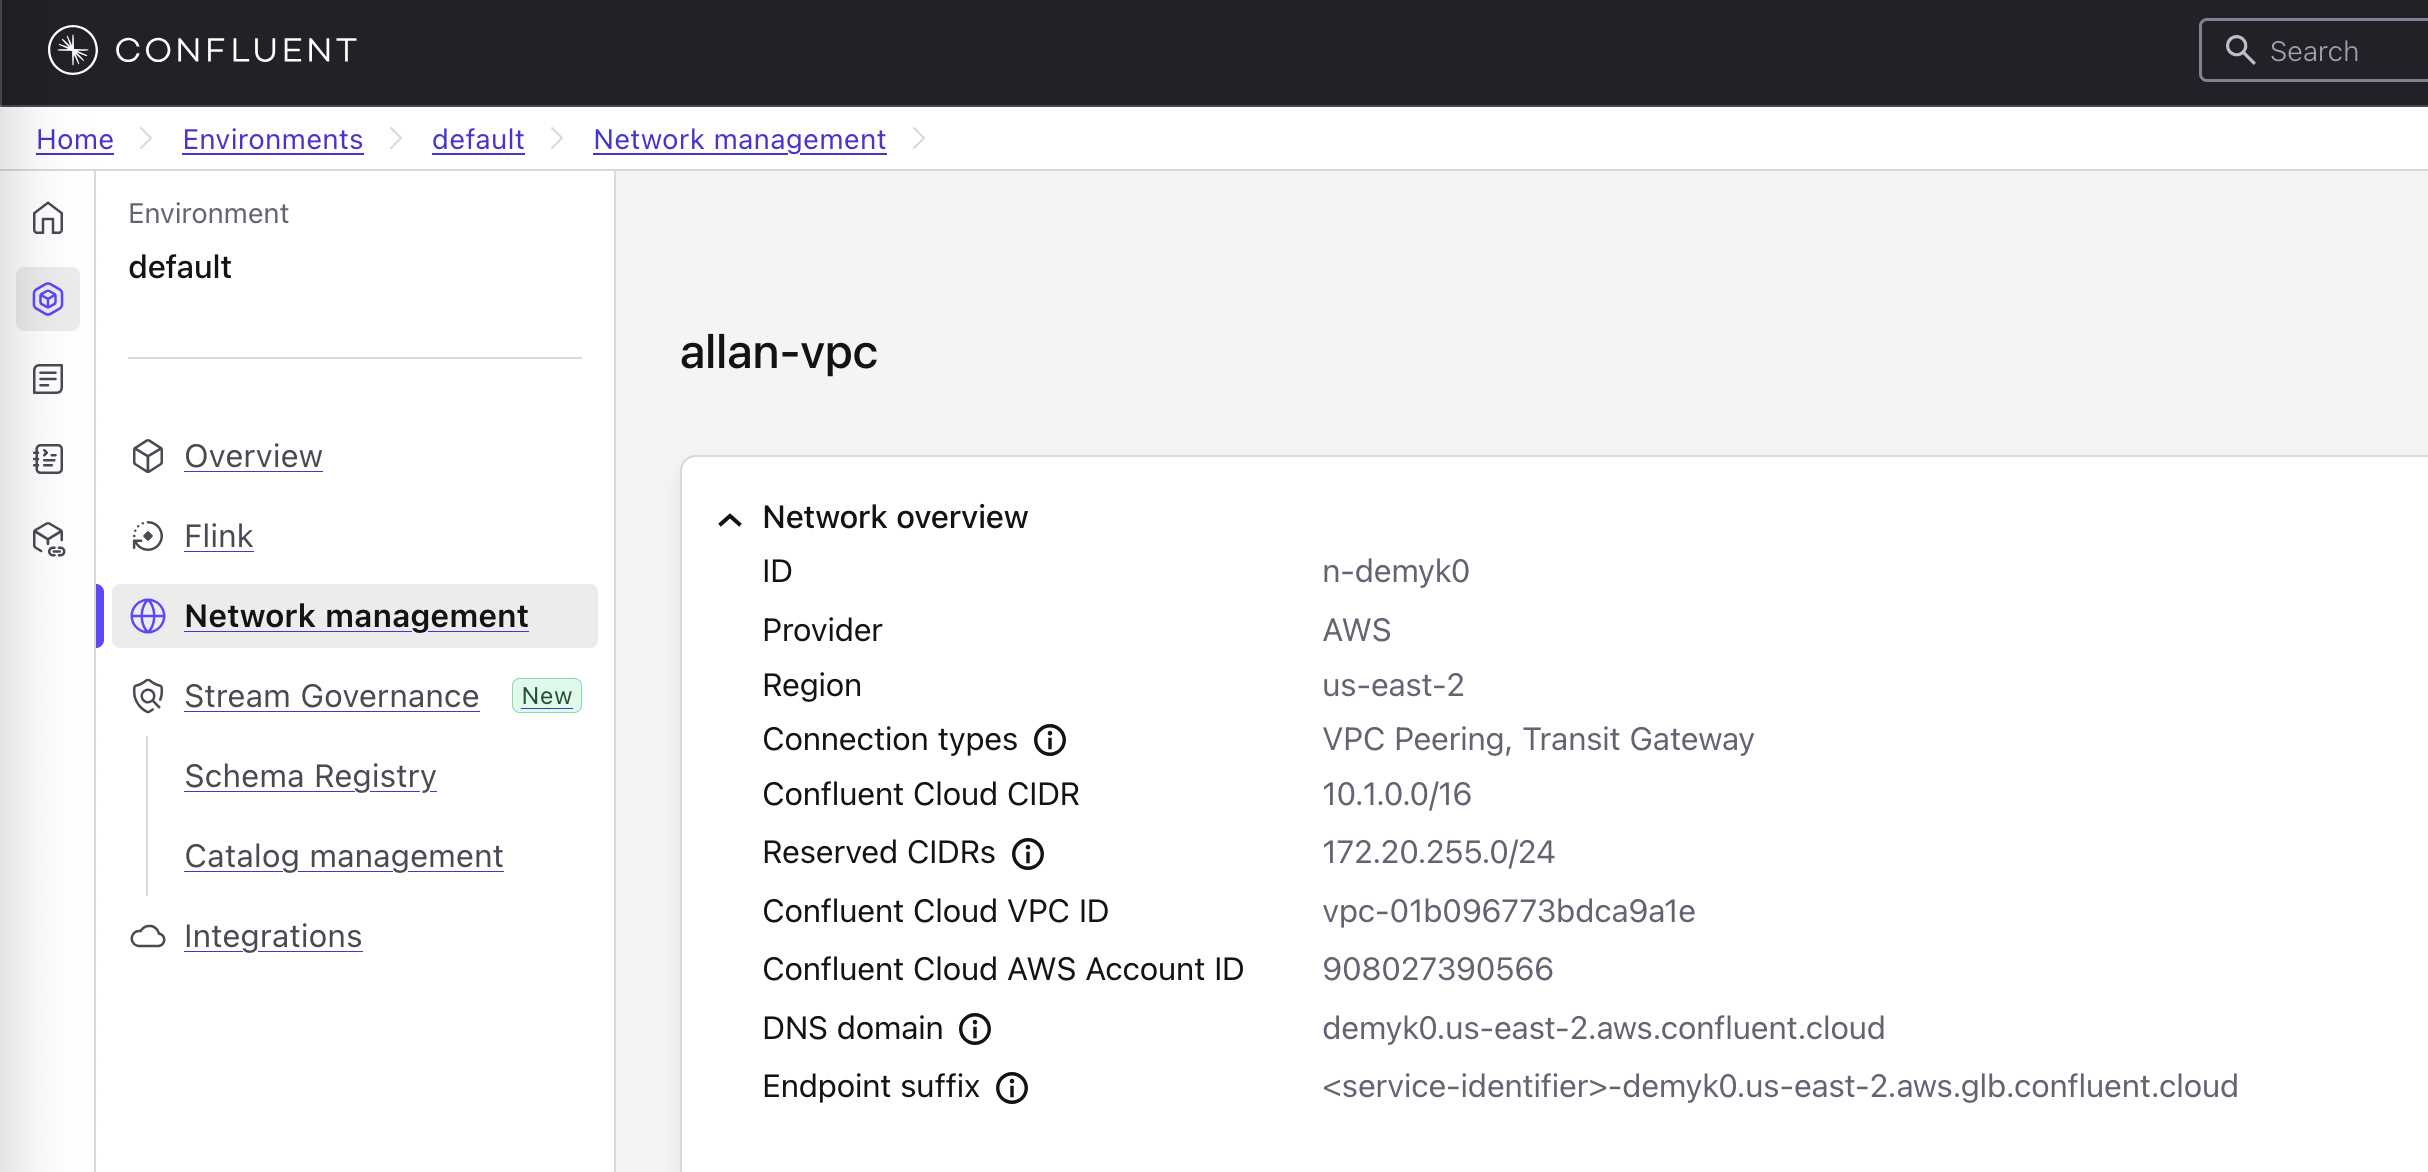 CONFLUENT
Search
Home
Environments
default
Network management
Environment
default
Overview
Flink
Network management
Stream Governance New
Schema Registry
Catalog management
Integrations
allan-vpc
Network overview
ID n-demyk0
Provider AWS
Region us-east-2
Connection types VPC Peering, Transit Gateway
Confluent Cloud CIDR 10.1.0.0/16
Reserved CIDRs 172.20.255.0/24
Confluent Cloud VPC ID vpc-01b096773bdca9a1e
Confluent Cloud AWS Account ID 908027390566
DNS domain demyk0.us-east-2.aws.confluent.cloud
Endpoint suffix <service-identifier>-demyk0.us-east-2.aws.glb.confluent.cloud